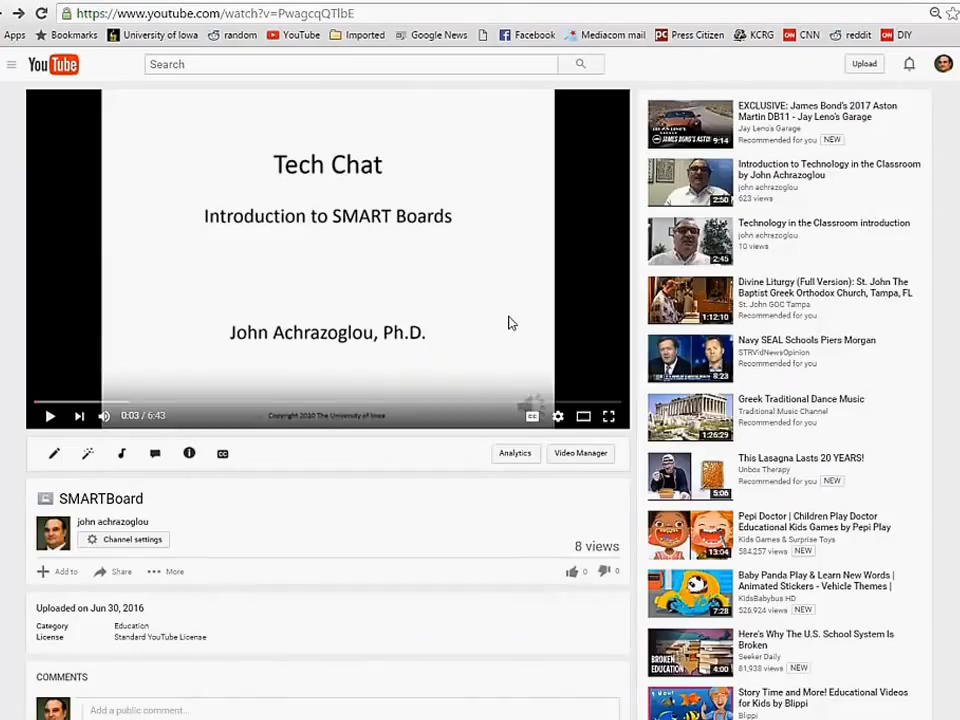 https://www.youtube.com/watch?v=PwagcqQTlbE
Apps Bookmarks University of Iowa random YouTube Imported Google News Facebook Mediacom mail Press Citizen KCRG CNN reddit DIY
YouTube Search Upload
Tech Chat
Introduction to SMART Boards
John Achrazoglou, Ph.D.
0:03 / 6:43
Copyright 2010 The University of Iowa
CC
Analytics Video Manager
SMARTBoard
john achrazoglou
Channel settings
8 views
Add to Share More 0 0
Uploaded on Jun 30, 2016
Category Education
License Standard YouTube License
COMMENTS
Add a public comment...
EXCLUSIVE: James Bond's 2017 Aston
Martin DB11 - Jay Leno's Garage
Jay Leno's Garage
Recommended for you NEW
9:14
Introduction to Technology in the Classroom
by John Achrazoglou
john achrazoglou
623 views
2:50
Technology in the Classroom introduction
john achrazoglou
10 views
2:45
Divine Liturgy (Full Version): St. John The
Baptist Greek Orthodox Church, Tampa, FL
St. John GOC Tampa
Recommended for you
1:12:10
Navy SEAL Schools Piers Morgan
STRVidNewsOpinion
Recommended for you
8:23
Greek Traditional Dance Music
Traditional Music Channel
Recommended for you
1:26:29
This Lasagna Lasts 20 YEARS!
Unbox Therapy
Recommended for you NEW
5:06
Pepi Doctor | Children Play Doctor
Educational Kids Games by Pepi Play
Kids Games & Surprise Toys
584,257 views NEW
13:04
Baby Panda Play & Learn New Words |
Animated Stickers - Vehicle Themes |
KidsBabybus HD
526,924 views NEW
7:28
Here's Why The U.S. School System Is
Broken
Seeker Daily
81,938 views NEW
BROKEN
EDUCATION
4:00
Story Time and More! Educational Videos
for Kids by Blippi
Blippi